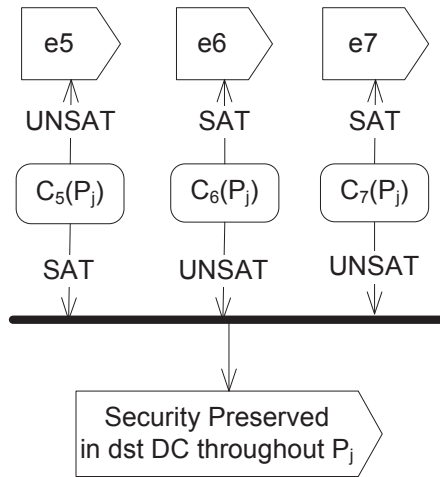 e5 e6 e7
UNSAT SAT SAT
C₅(Pⱼ) C₆(Pⱼ) C₇(Pⱼ)
SAT UNSAT UNSAT
Security Preserved
in dst DC throughout Pⱼ